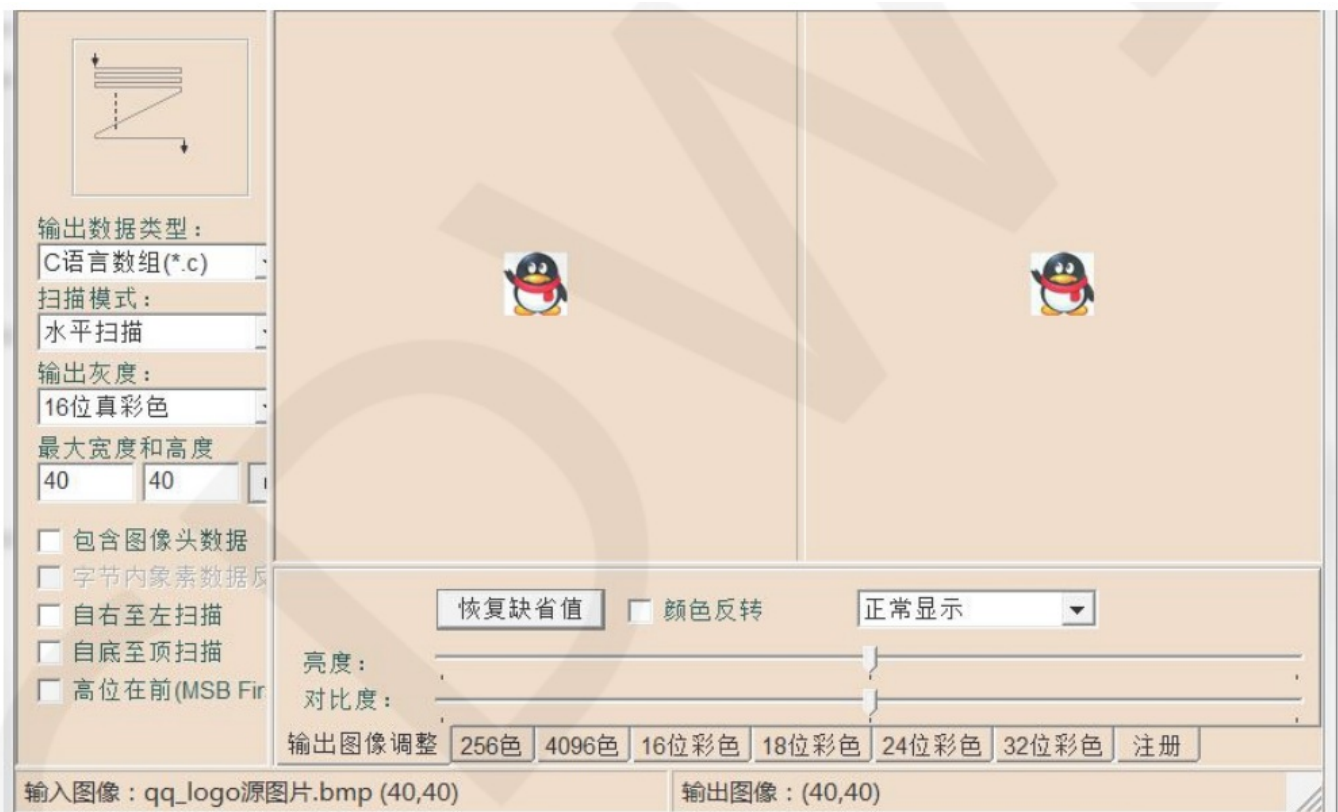 输出数据类型：
C语言数组(*.c)
扫描模式：
水平扫描
输出灰度：
16位真彩色
最大宽度和高度
40 40
包含图像头数据
字节内象素数据反
自右至左扫描
自底至顶扫描
高位在前(MSB Fir
恢复缺省值 颜色反转 正常显示
亮度：
对比度：
输出图像调整 256色 4096色 16位彩色 18位彩色 24位彩色 32位彩色 注册
输入图像：qq_logo源图片.bmp (40,40) 输出图像：(40,40)